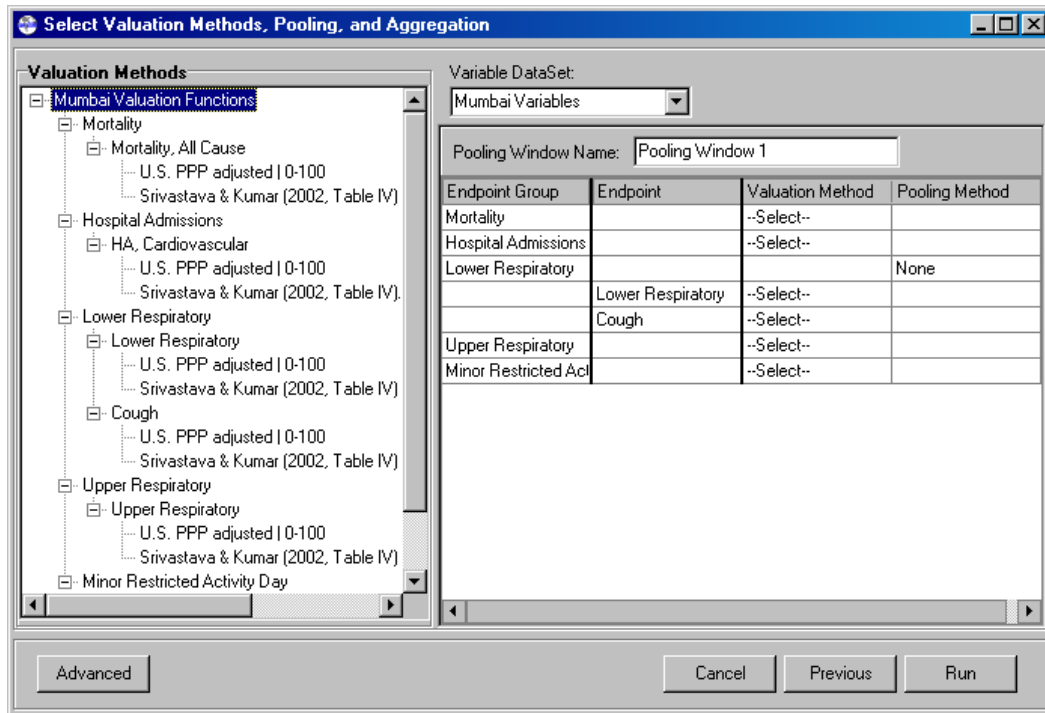 Select Valuation Methods, Pooling, and Aggregation
Valuation Methods
Mumbai Valuation Functions
Mortality
Mortality, All Cause
U.S. PPP adjusted | 0-100
Srivastava & Kumar (2002, Table IV)
Hospital Admissions
HA, Cardiovascular
U.S. PPP adjusted | 0-100
Srivastava & Kumar (2002, Table IV).
Lower Respiratory
Lower Respiratory
U.S. PPP adjusted | 0-100
Srivastava & Kumar (2002, Table IV)
Cough
U.S. PPP adjusted | 0-100
Srivastava & Kumar (2002, Table IV)
Upper Respiratory
Upper Respiratory
U.S. PPP adjusted | 0-100
Srivastava & Kumar (2002, Table IV)
Minor Restricted Activity Day
Variable DataSet:
Mumbai Variables
Pooling Window Name: Pooling Window 1
Endpoint Group Endpoint Valuation Method Pooling Method
Mortality --Select--
Hospital Admissions --Select--
Lower Respiratory None
Lower Respiratory --Select--
Cough --Select--
Upper Respiratory --Select--
Minor Restricted Act --Select--
Advanced Cancel Previous Run